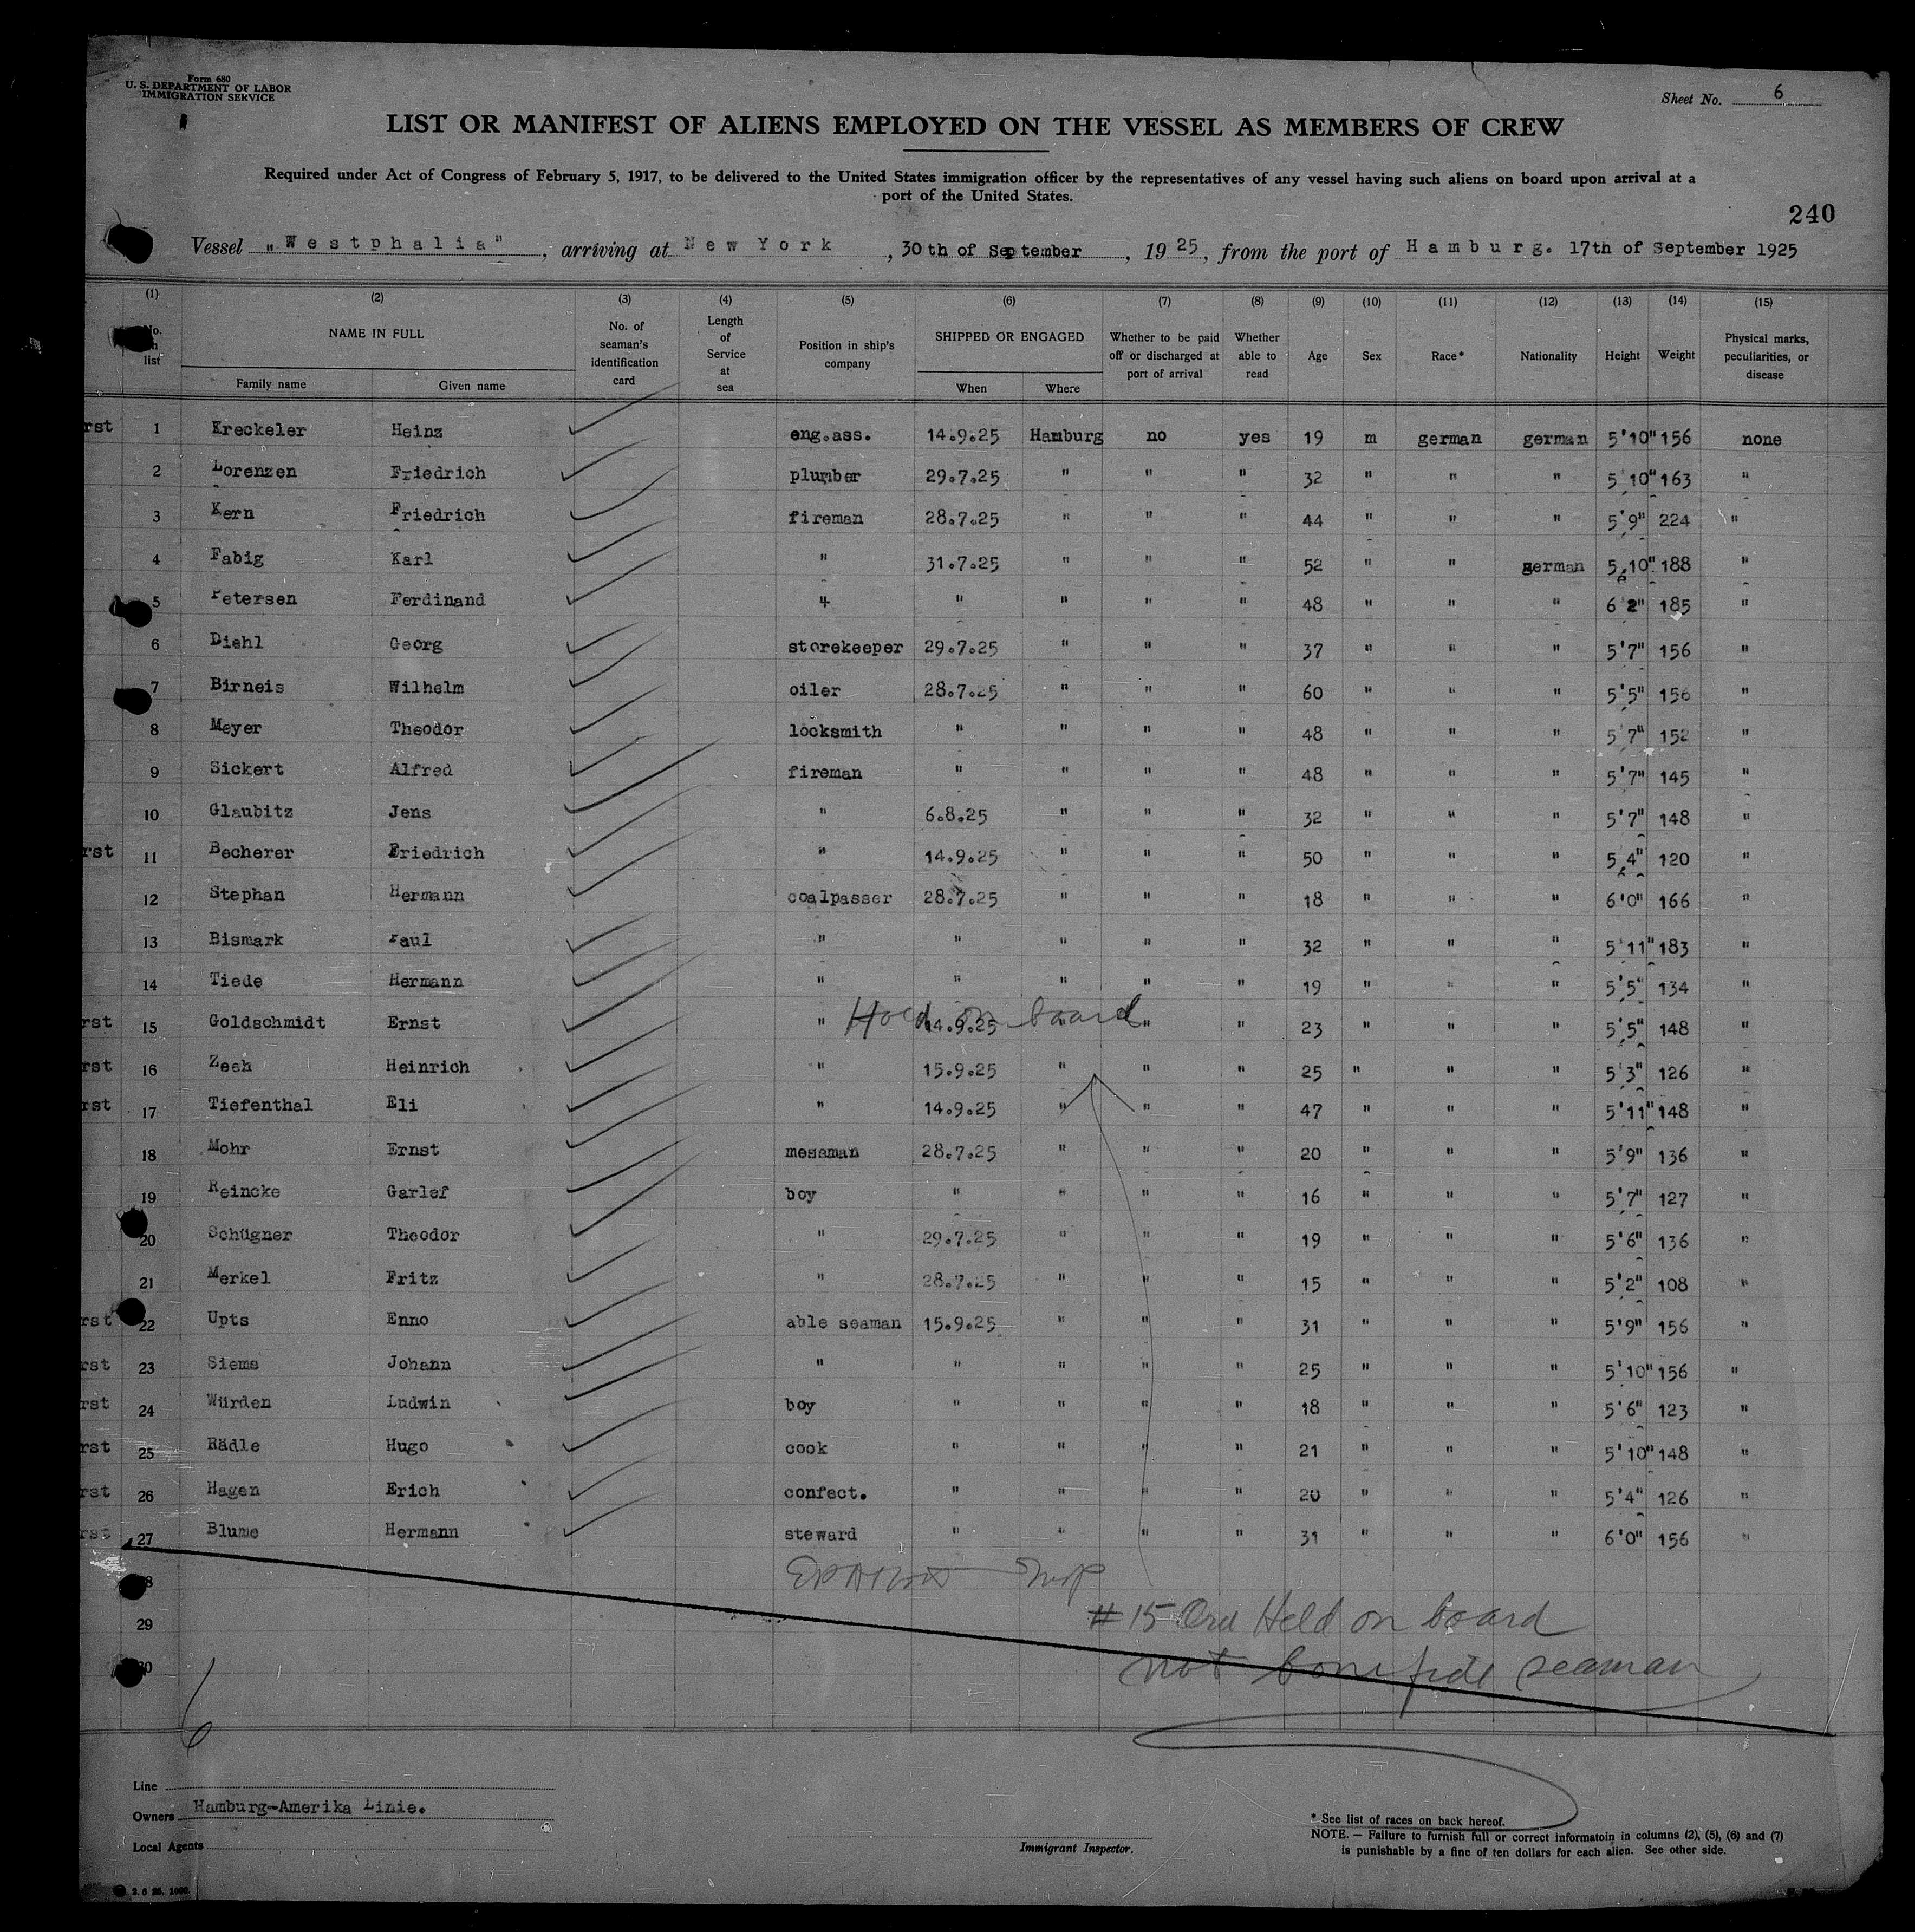 Form 680
U. S. DEPARTMENT OF LABOR
IMMIGRATION SERVICE
Sheet No. 6
LIST OR MANIFEST OF ALIENS EMPLOYED ON THE VESSEL AS MEMBERS OF CREW
Required under Act of Congress of February 5, 1917, to be delivered to the United States immigration officer by the representatives of any vessel having such aliens on board upon arrival at a
port of the United States.
240
Vessel "Westphalia", arriving at New York, 30th of September, 1925, from the port of Hamburg. 17th of September 1925
(1) (2) (3) (4) (5) (6) (7) (8) (9) (10) (11) (12) (13) (14) (15)
No. list NAME IN FULL Family name Given name No. of seaman's identification card Length of Service at sea Position in ship's company SHIPPED OR ENGAGED When Where Whether to be paid off or discharged at port of arrival Whether able to read Age Sex Race* Nationality Height Weight Physical marks, peculiarities, or disease
rst 1 Kreckeler Heinz eng.ass. 14.9.25 Hamburg no yes 19 m german german 5'10" 156 none
2 Lorenzen Friedrich plumber 29.7.25 " " " 32 " " " 5'10" 163 "
3 Kern Friedrich fireman 28.7.25 " " " 44 " " " 5'9" 224 "
4 Fabig Karl " 31.7.25 " " " 52 " " german 5'10" 188 "
5 Petersen Ferdinand " " " " " 48 " " " 6'2" 185 "
6 Diehl Georg storekeeper 29.7.25 " " " 37 " " " 5'7" 156 "
7 Birneis Wilhelm oiler 28.7.25 " " " 60 " " " 5'5" 156 "
8 Meyer Theodor locksmith " " " " 48 " " " 5'7" 152 "
9 Sickert Alfred fireman " " " " 48 " " " 5'7" 145 "
10 Glaubitz Jens " 6.8.25 " " " 32 " " " 5'7" 148 "
rst 11 Becherer Friedrich " 14.9.25 " " " 50 " " " 5'4" 120 "
12 Stephan Hermann coalpasser 28.7.25 " " " 18 " " " 6'0" 166 "
13 Bismark Paul " " " " " 32 " " " 5'11" 183 "
14 Tiede Hermann " " " " " 19 " " " 5'5" 134 "
Hold on board
rst 15 Goldschmidt Ernst " 14.9.25 " " " 23 " " " 5'5" 148 "
rst 16 Zeeh Heinrich " 15.9.25 " " " 25 " " " 5'3" 126 "
rst 17 Tiefenthal Eli " 14.9.25 " " " 47 " " " 5'11" 148 "
18 Mohr Ernst messman 28.7.25 " " " 20 " " " 5'9" 136 "
19 Reincke Garlef boy " " " " 16 " " " 5'7" 127 "
20 Schügner Theodor " 29.7.25 " " " 19 " " " 5'6" 136 "
21 Merkel Fritz " 28.7.25 " " " 15 " " " 5'2" 108 "
rst 22 Upts Enno able seaman 15.9.25 " " " 31 " " " 5'9" 156 "
rst 23 Siems Johann " " " " " 25 " " " 5'10" 156 "
rst 24 Würden Ludwin boy " " " " 18 " " " 5'6" 123 "
rst 25 Rädle Hugo cook " " " " 21 " " " 5'10" 148 "
rst 26 Hagen Erich confect. " " " " 20 " " " 5'4" 126 "
rst 27 Blume Hermann steward " " " " 31 " " " 6'0" 156 "
#15 Held on board
29
not bonifide seaman
Line
Owners Hamburg-Amerika Linie.
Local Agents
Immigrant Inspector.
* See list of races on back hereof.
NOTE. — Failure to furnish full or correct informatoin in columns (2), (5), (6) and (7)
is punishable by a fine of ten dollars for each alien. See other side.